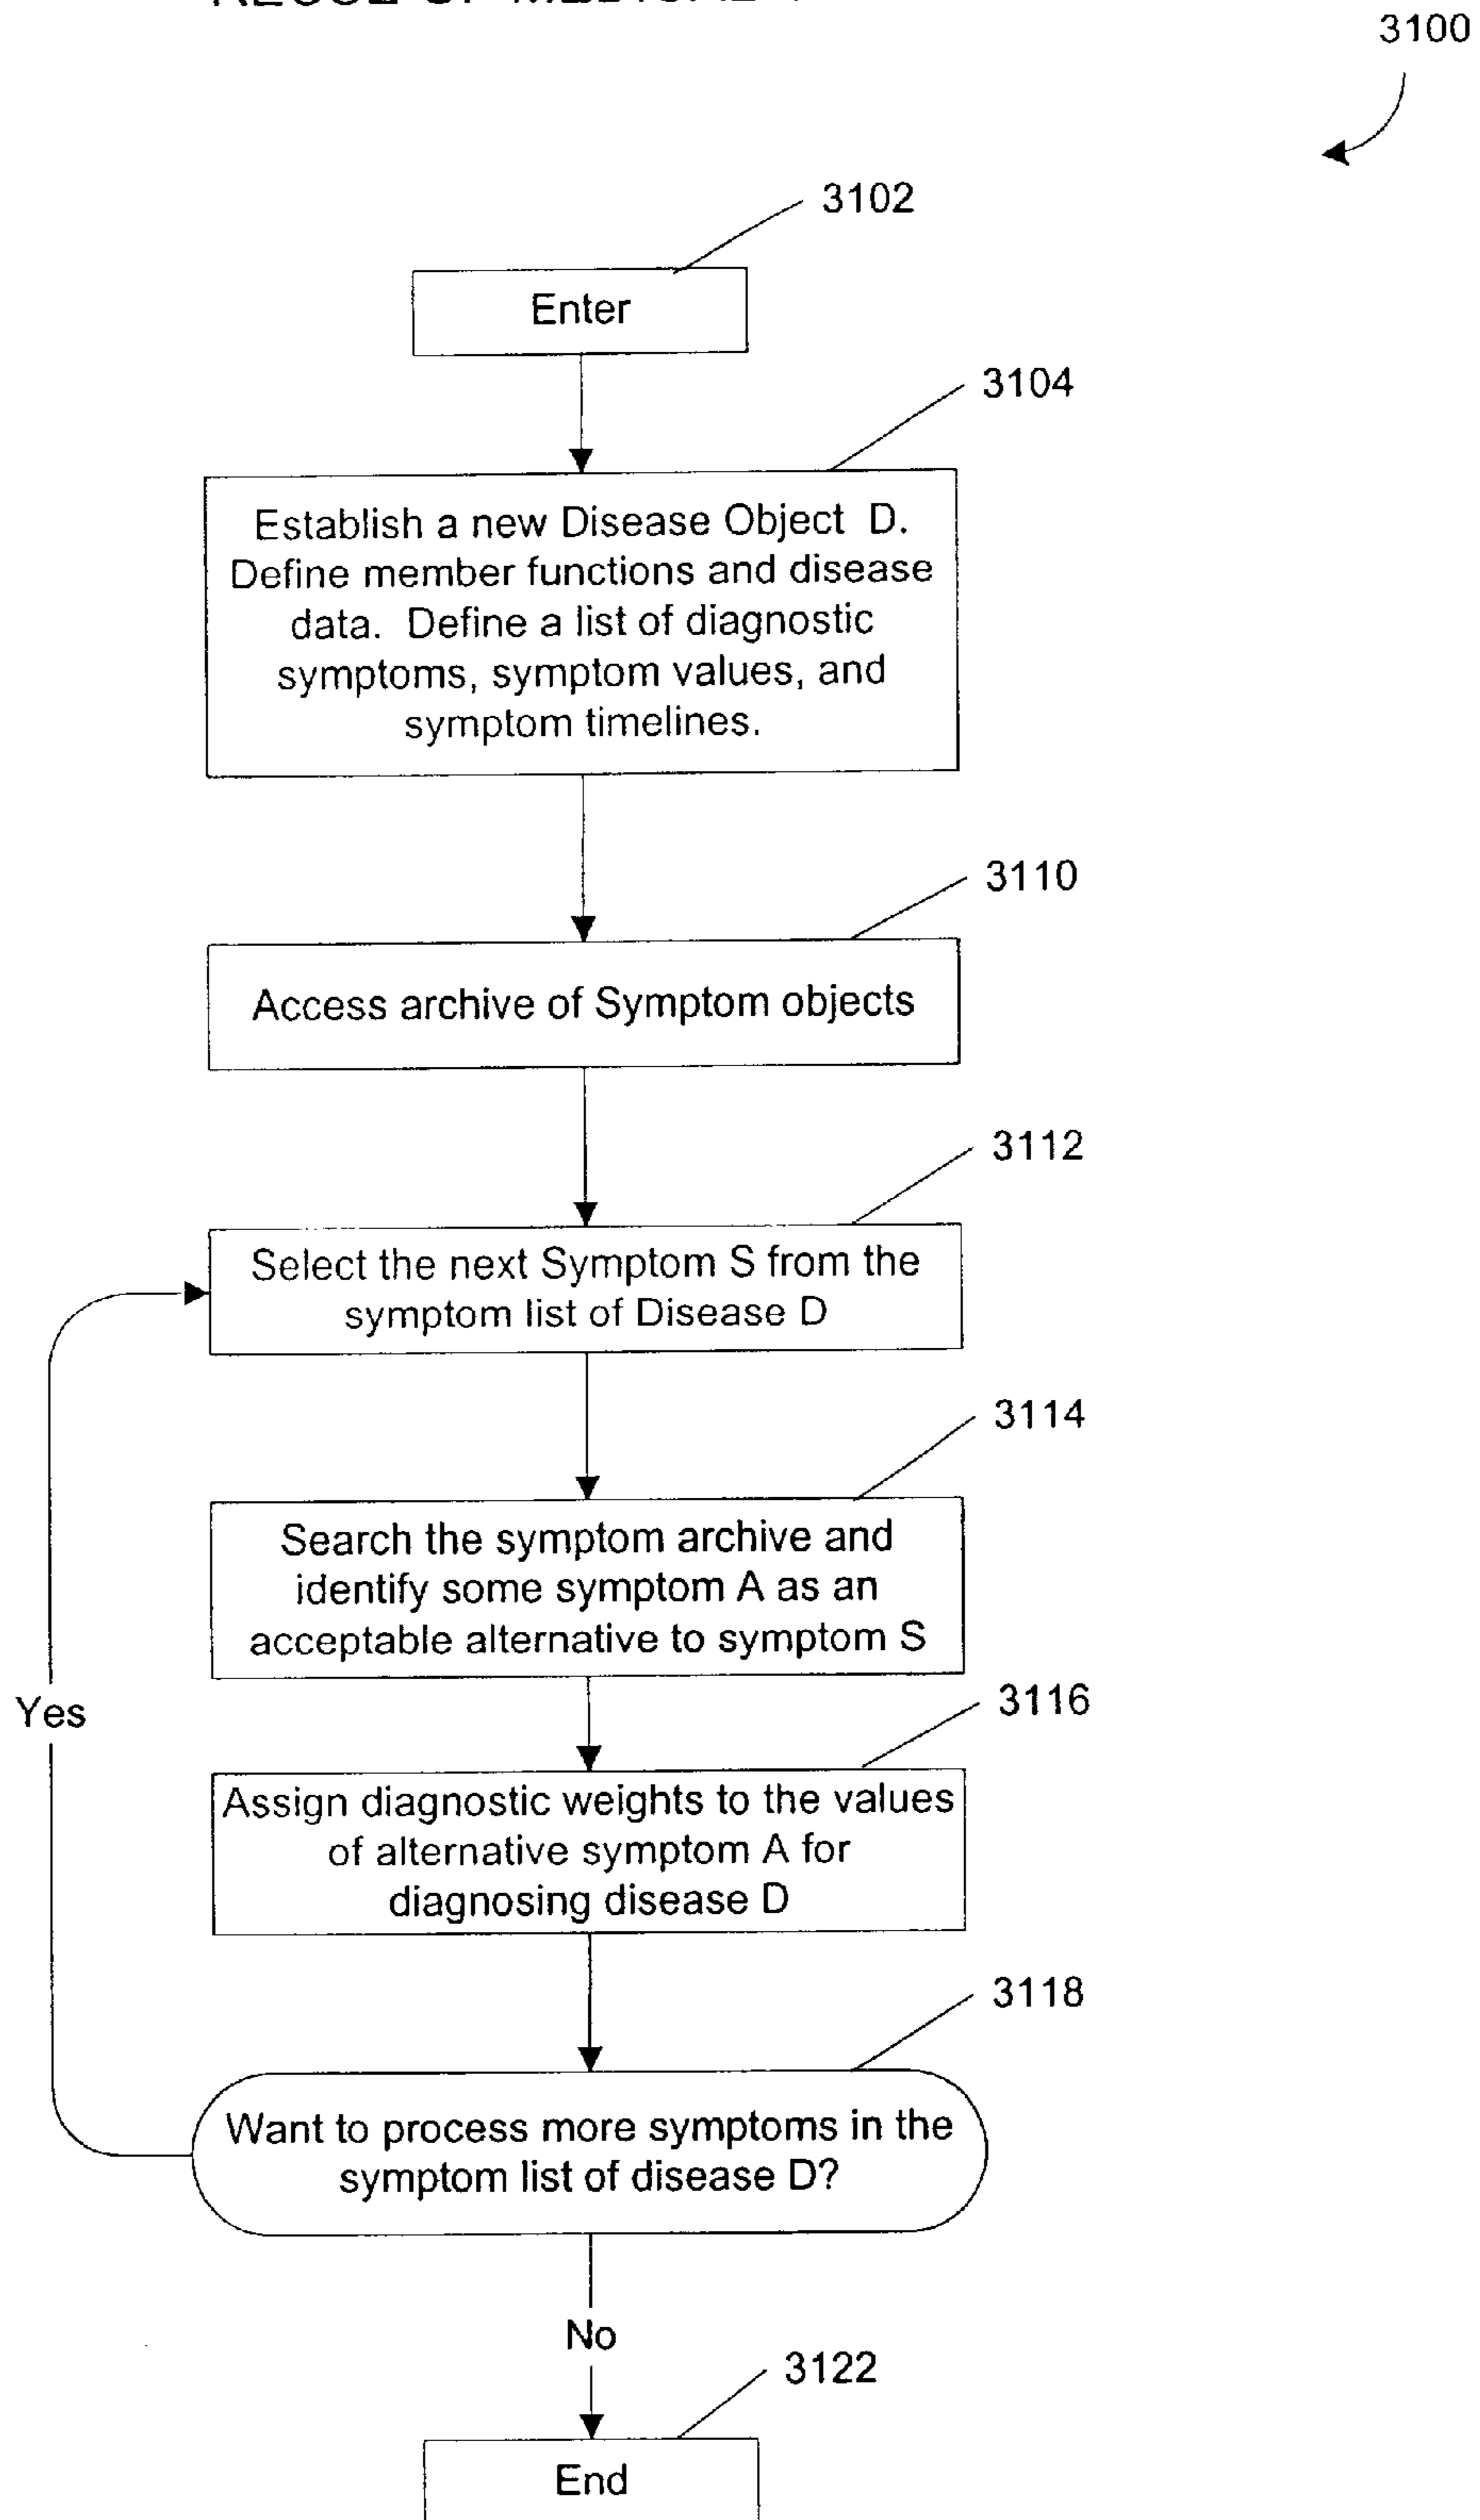 3100
3102
Enter
3104
Establish a new Disease Object D.
Define member functions and disease
data. Define a list of diagnostic
symptoms, symptom values, and
symptom timelines.
3110
Access archive of Symptom objects
3112
Select the next Symptom S from the
symptom list of Disease D
3114
Search the symptom archive and
identify some symptom A as an
acceptable alternative to symptom S
Yes
3116
Assign diagnostic weights to the values
of alternative symptom A for
diagnosing disease D
3118
Want to process more symptoms in the
symptom list of disease D?
No
3122
End